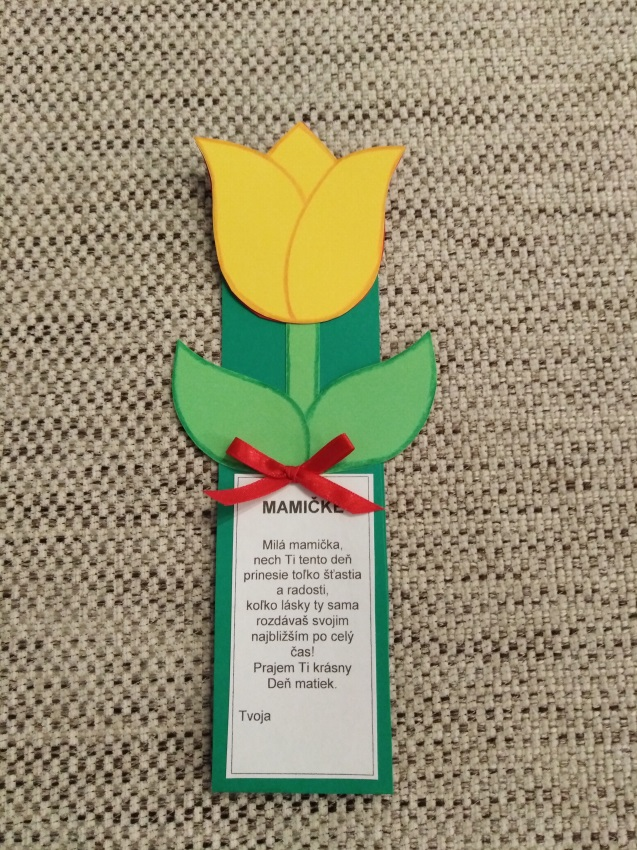 MAMIČKE
Milá mamička,
nech Ti tento deň
prinesie toľko šťastia
a radosti,
koľko lásky ty sama
rozdávaš svojim
najbližším po celý
čas!
Prajem Ti krásny
Deň matiek.
Tvoja